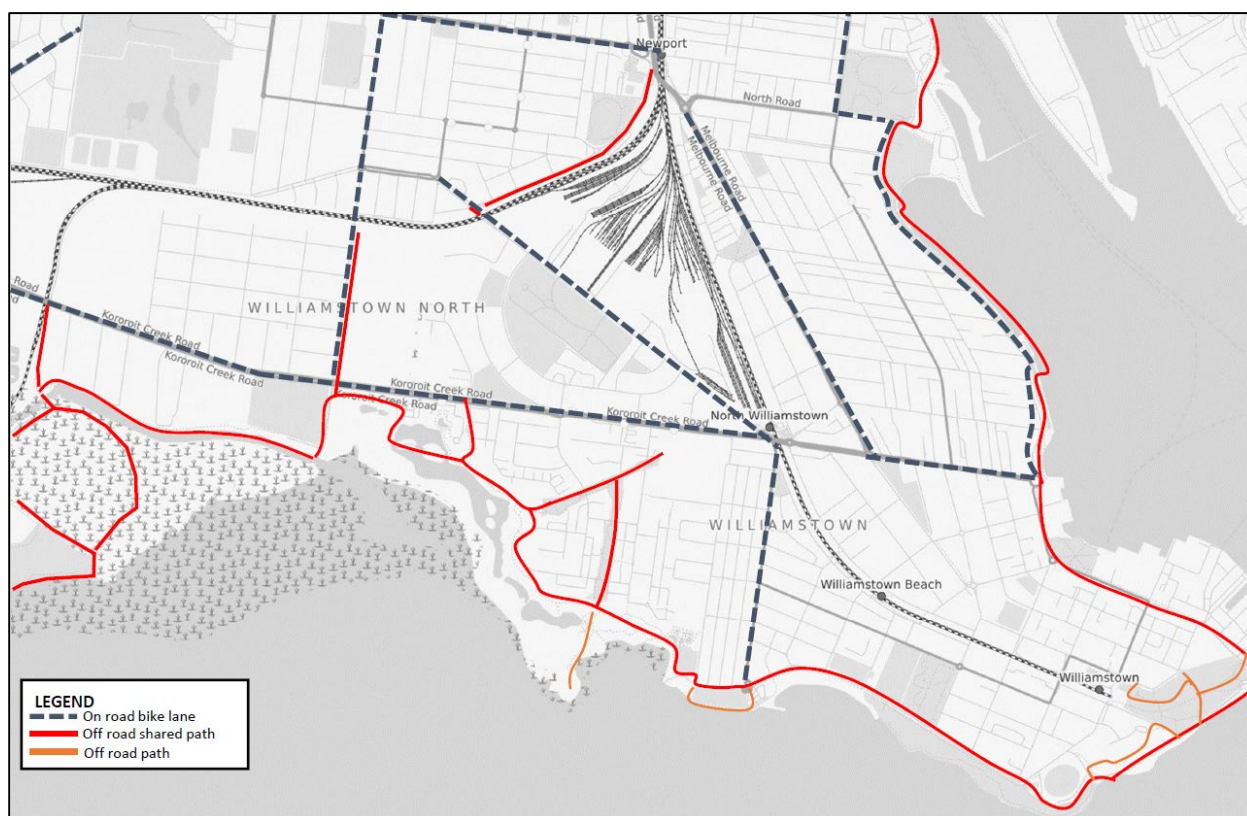 Newport
North Road
Melbourne Road
Melbourne Road
WILLIAMSTOWN NORTH
Road
Kororoit Creek Road
Kororoit Creek Road
Kororoit Creek Road
Kororoit Creek Road
Kororoit Creek Road
North Williamstown
WILLIAMSTOWN
Williamstown Beach
Williamstown
LEGEND
On road bike lane
Off road shared path
Off road path